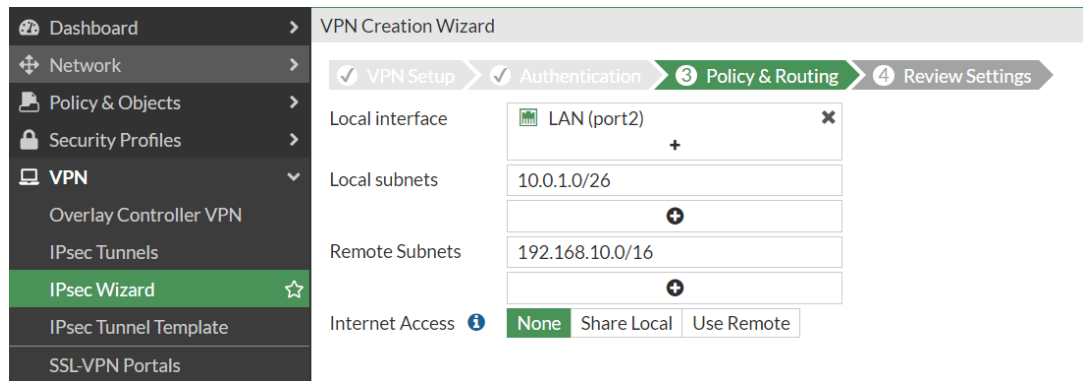 Dashboard
Network
Policy & Objects
Security Profiles
VPN
Overlay Controller VPN
IPsec Tunnels
IPsec Wizard
IPsec Tunnel Template
SSL-VPN Portals
VPN Creation Wizard
VPN Setup Authentication 3 Policy & Routing 4 Review Settings
Local interface LAN (port2)
Local subnets 10.0.1.0/26
Remote Subnets 192.168.10.0/16
Internet Access None Share Local Use Remote